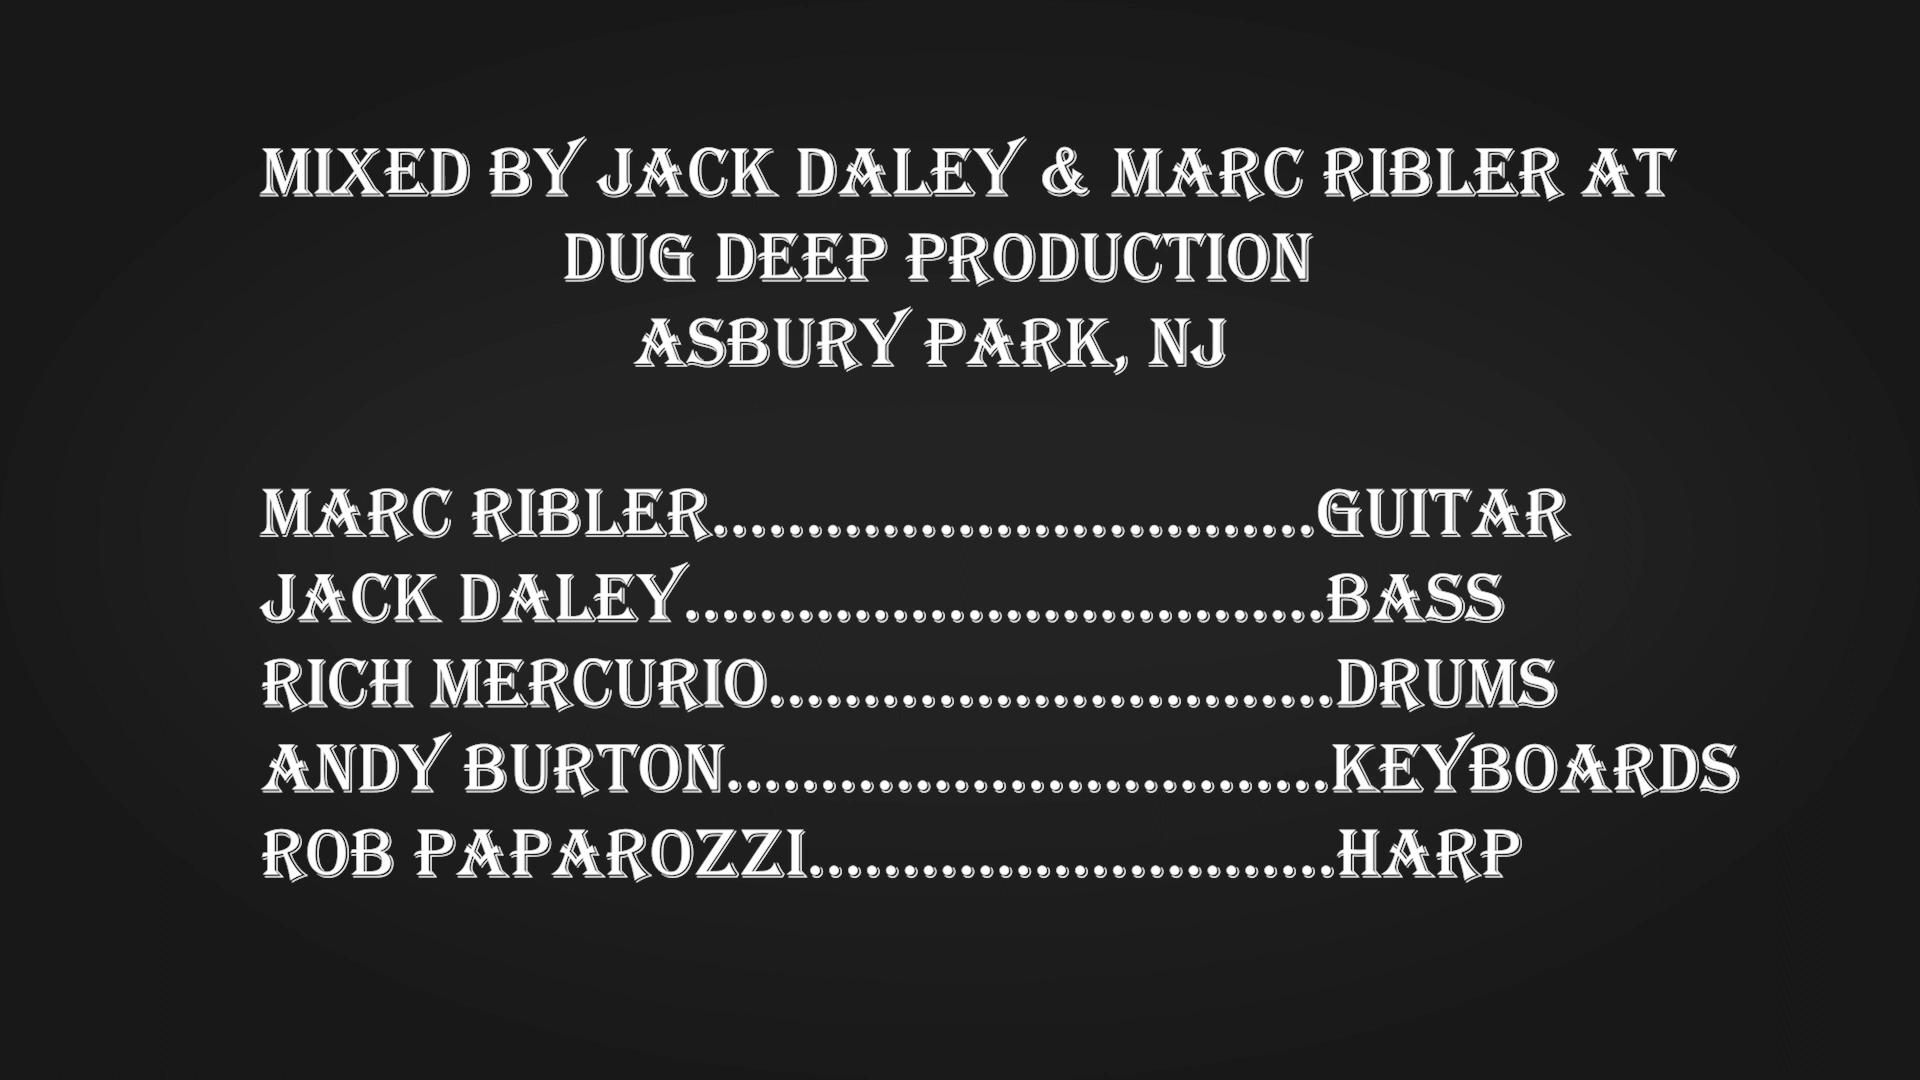 MIXED BY JACK DALEY & MARC RIBLER AT
DUG DEEP PRODUCTION
ASBURY PARK, NJ
MARC RIBLER................................GUITAR
JACK DALEY..................................BASS
RICH MERCURIO..............................DRUMS
ANDY BURTON................................KEYBOARDS
ROB PAPAROZZI............................HARP